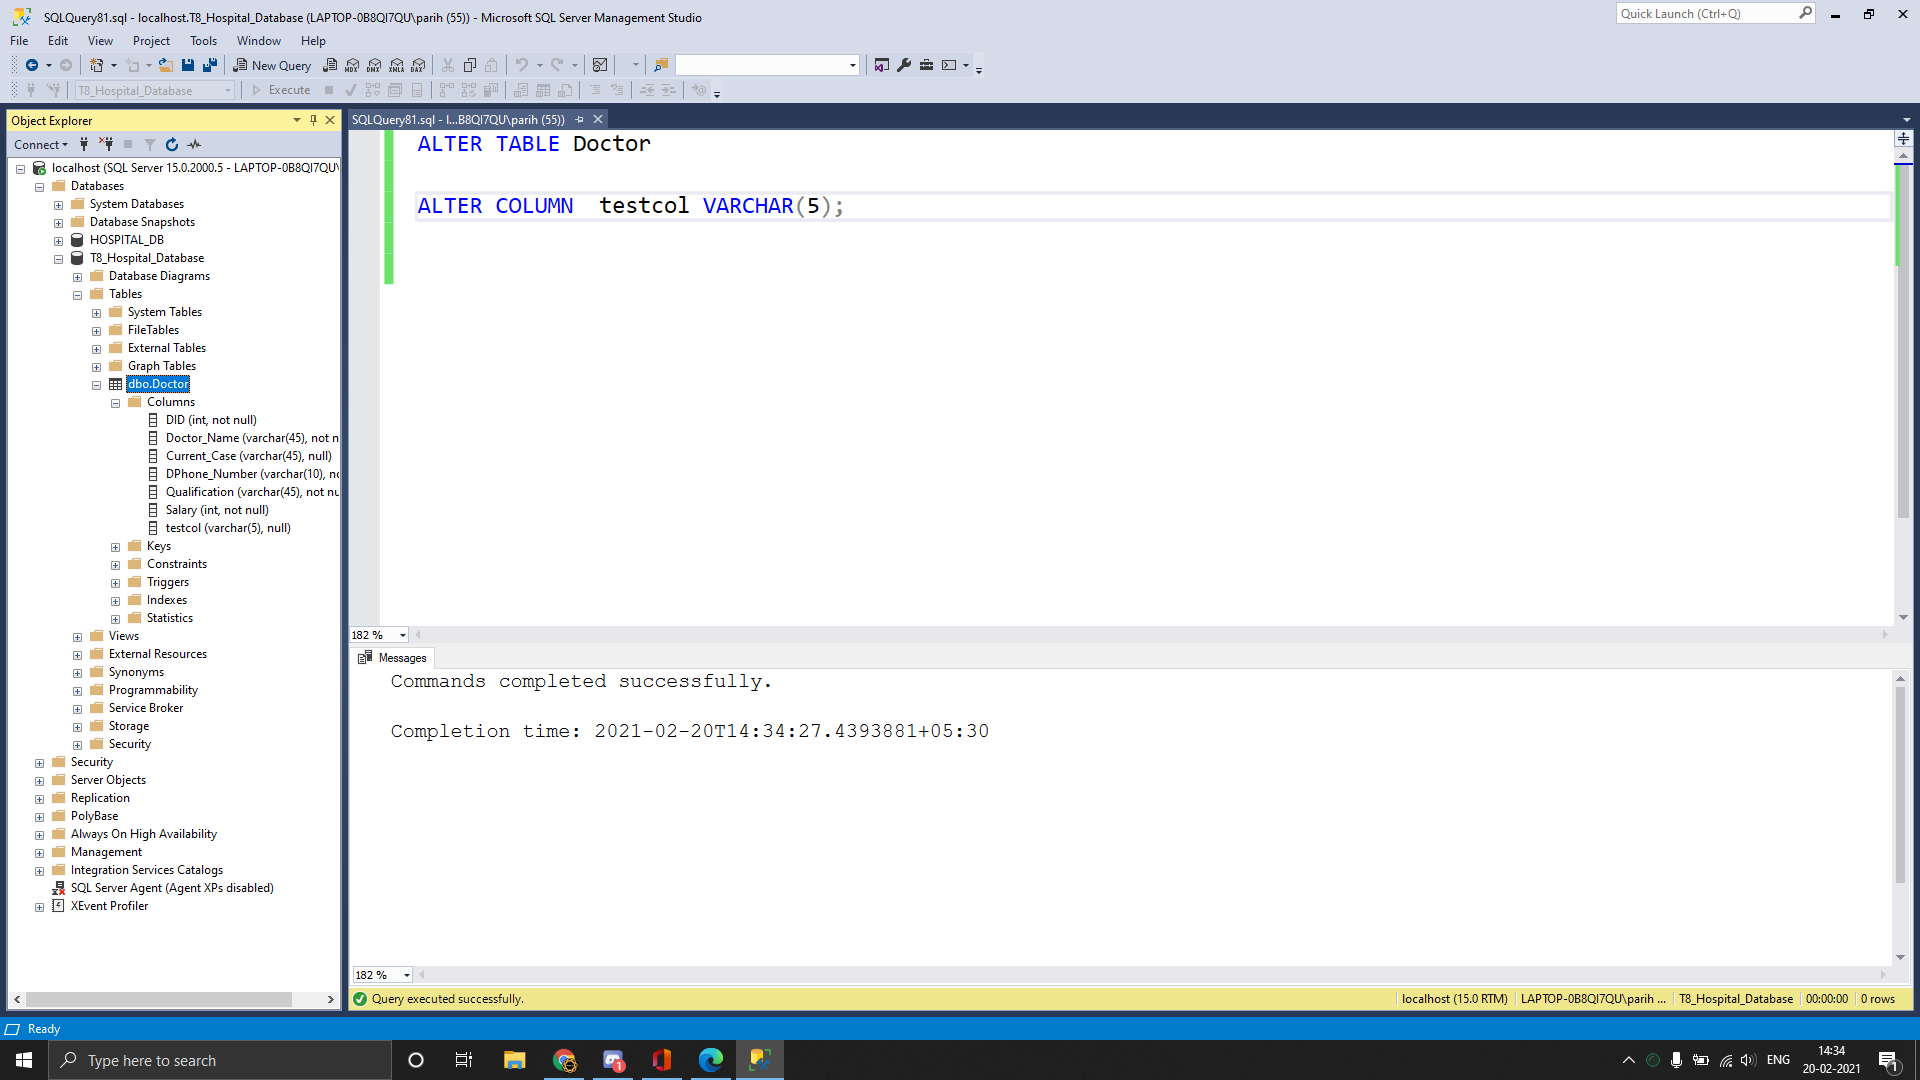 SQLQuery81.sql - localhost.T8_Hospital_Database (LAPTOP-0B8QI7QU\parih (55)) - Microsoft SQL Server Management Studio
Quick Launch (Ctrl+Q)
File Edit View Project Tools Window Help
New Query
MDX DMX XMLA DAX
T8_Hospital_Database
Execute
Object Explorer
Connect
localhost (SQL Server 15.0.2000.5 - LAPTOP-0B8QI7QU\
Databases
System Databases
Database Snapshots
HOSPITAL_DB
T8_Hospital_Database
Database Diagrams
Tables
System Tables
FileTables
External Tables
Graph Tables
dbo.Doctor
Columns
DID (int, not null)
Doctor_Name (varchar(45), not n
Current_Case (varchar(45), null)
DPhone_Number (varchar(10), no
Qualification (varchar(45), not nu
Salary (int, not null)
testcol (varchar(5), null)
Keys
Constraints
Triggers
Indexes
Statistics
Views
External Resources
Synonyms
Programmability
Service Broker
Storage
Security
Security
Server Objects
Replication
PolyBase
Always On High Availability
Management
Integration Services Catalogs
SQL Server Agent (Agent XPs disabled)
XEvent Profiler
SQLQuery81.sql - l...B8QI7QU\parih (55))
ALTER TABLE Doctor
ALTER COLUMN  testcol VARCHAR(5);
182 %
Messages
Commands completed successfully.
Completion time: 2021-02-20T14:34:27.4393881+05:30
182 %
Query executed successfully.
localhost (15.0 RTM)
LAPTOP-0B8QI7QU\parih ...
T8_Hospital_Database
00:00:00
0 rows
Ready
Type here to search
1
ENG
14:34
20-02-2021
1